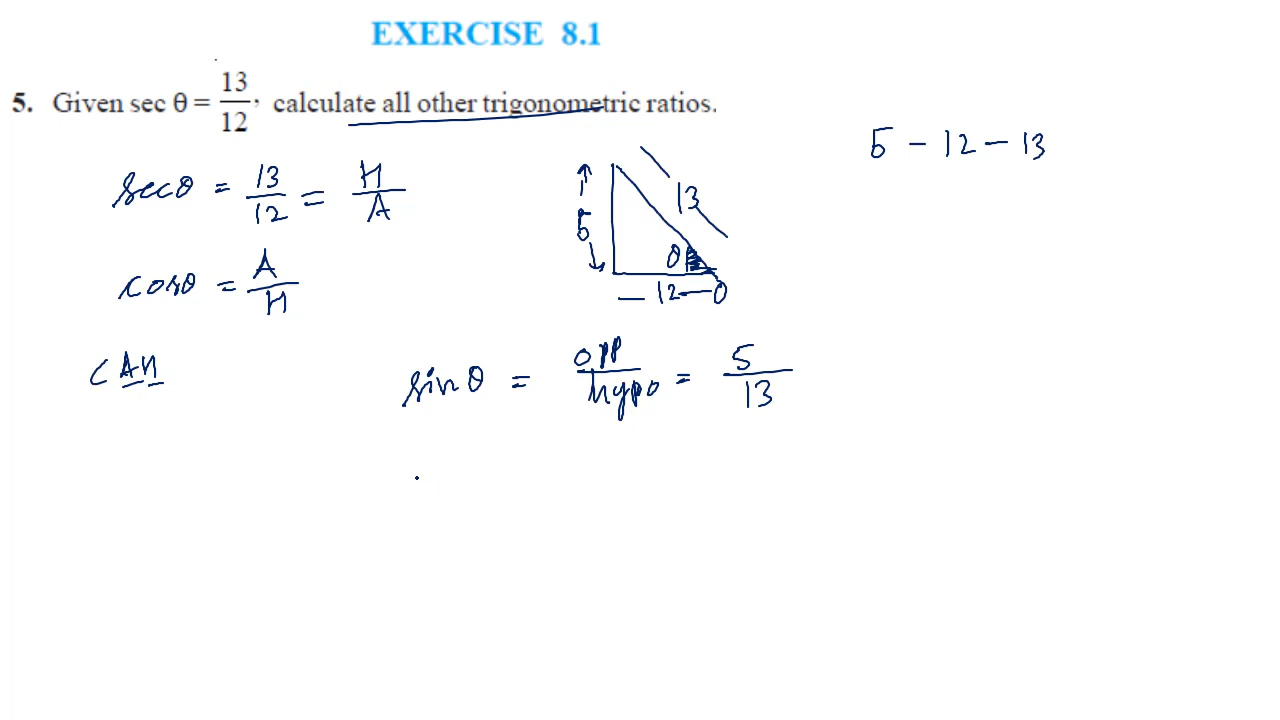 EXERCISE 8.1
5. Given sec θ = 13/12, calculate all other trigonometric ratios.
5 - 12 - 13
secθ = 13/12 = H/A
13
5
θ
12
cosθ = A/H
CAH
sinθ = opp/hypo = 5/13